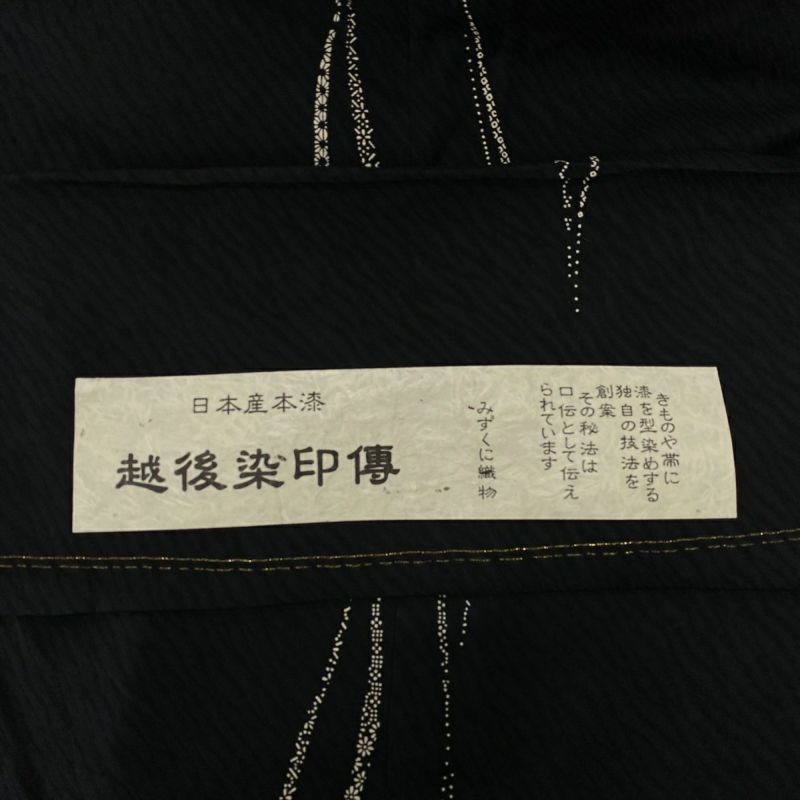 日本産本漆
越後染印傳
みずくに織物
きものや帯に
漆を型染めする
独自の技法を
創案
その秘法は
口伝として伝え
られています